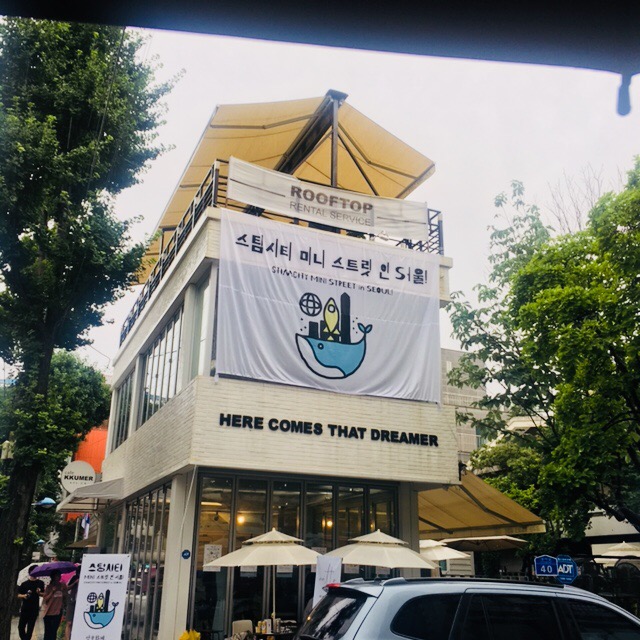 ROOFTOP
RENTAL SERVICE
스팀시티 미니 스트릿 인 서울!
MINI STREET in SEOUL!
HERE COMES THAT DREAMER
KKUMER
스팀시티
40
ADT